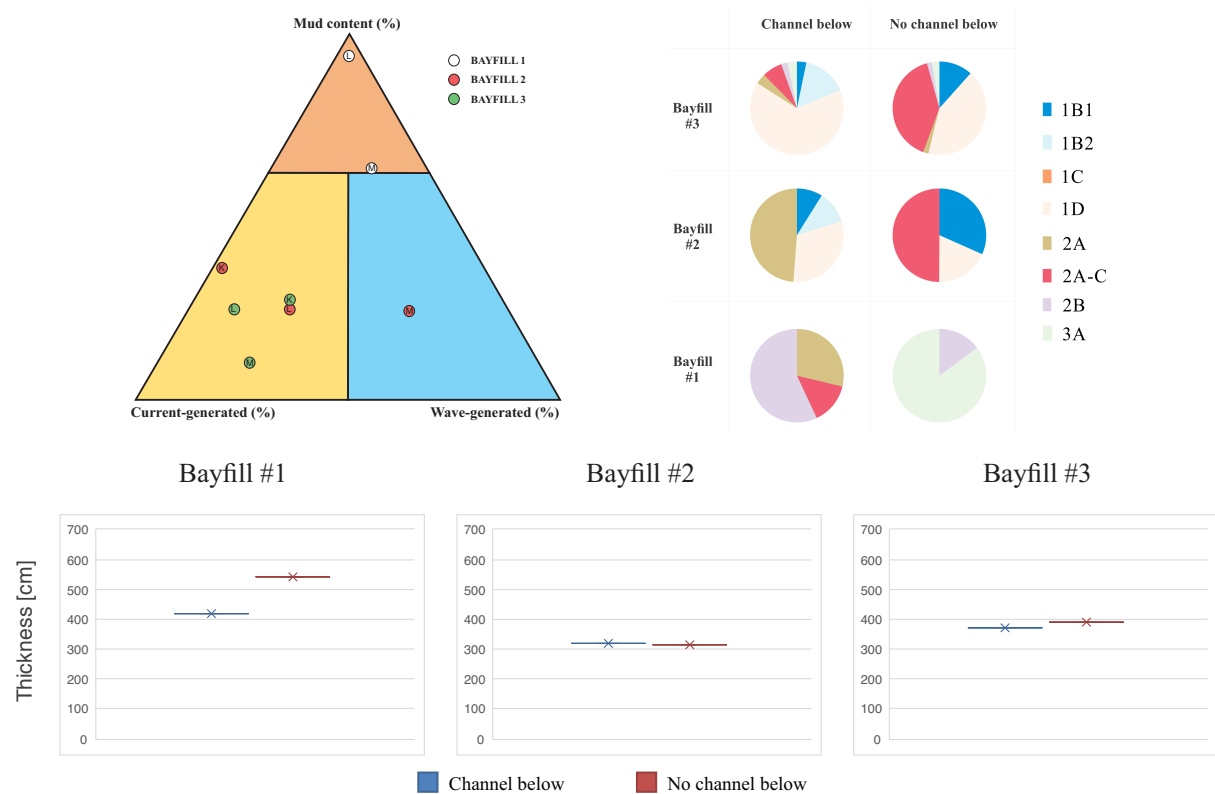 Mud content (%)
BAYFILL 1
BAYFILL 2
BAYFILL 3
L
M
K
K
L
L
M
M
Current-generated (%)
Wave-generated (%)
Channel below
No channel below
Bayfill
#3
Bayfill
#2
Bayfill
#1
1B1
1B2
1C
1D
2A
2A-C
2B
3A
Bayfill #1
Bayfill #2
Bayfill #3
Thickness [cm]
700
600
500
400
300
200
100
0
700
600
500
400
300
200
100
0
700
600
500
400
300
200
100
0
Channel below
No channel below